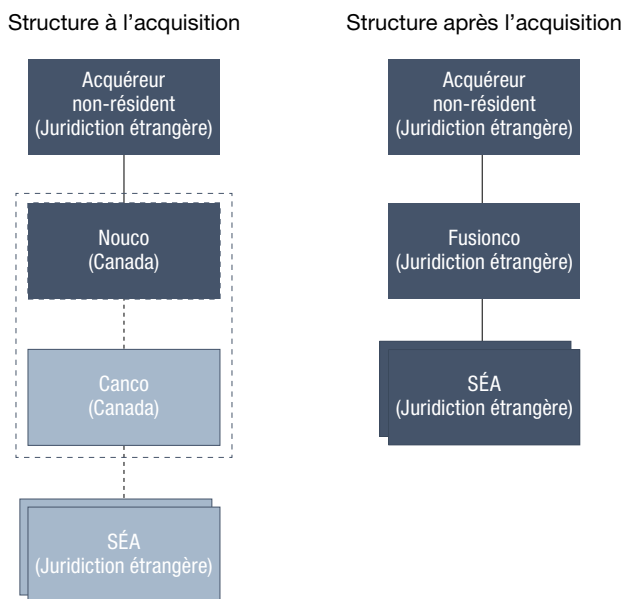 Structure à l’acquisition
Acquéreur
non-résident
(Juridiction étrangère)
Nouco
(Canada)
Canco
(Canada)
SÉA
(Juridiction étrangère)
Structure après l’acquisition
Acquéreur
non-résident
(Juridiction étrangère)
Fusionco
(Juridiction étrangère)
SÉA
(Juridiction étrangère)